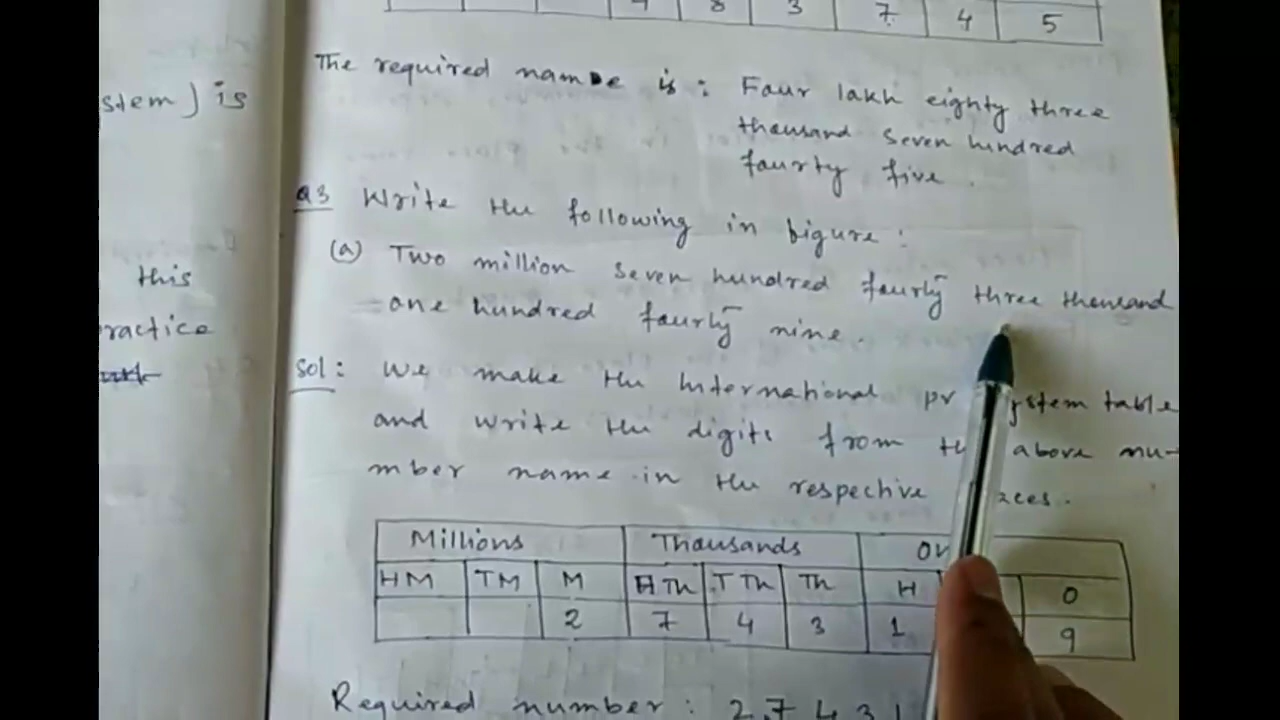 4 8 3 7 4 5
stem) is
this
ractice
The required name is : Four lakh eighty three
thousand seven hundred
fourty five.
Q3 Write the following in figure :
(a) Two million seven hundred fourty three thousand
one hundred fourty nine.
Sol : We make the International system table
and write the digits from above nu-
mber name in the respective
Millions Thousands
HM TM M H Th T Th Th H O
2 7 4 3 1 9
Required number : 2,7 4 3 1